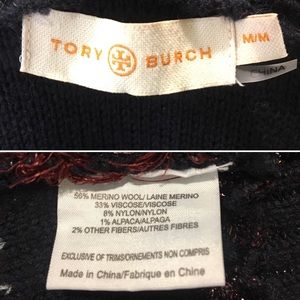 TORY BURCH
M/M
CHINA
56% MERINO WOOL/LAINE MERINO
33% VISCOSE/VISCOSE
8% NYLON/NYLON
1% ALPACA/ALPAGA
2% OTHER FIBERS/AUTRES FIBRES
EXCLUSIVE OF TRIM/ORNEMENTS NON COMPRIS
Made in China/Fabrique en Chine